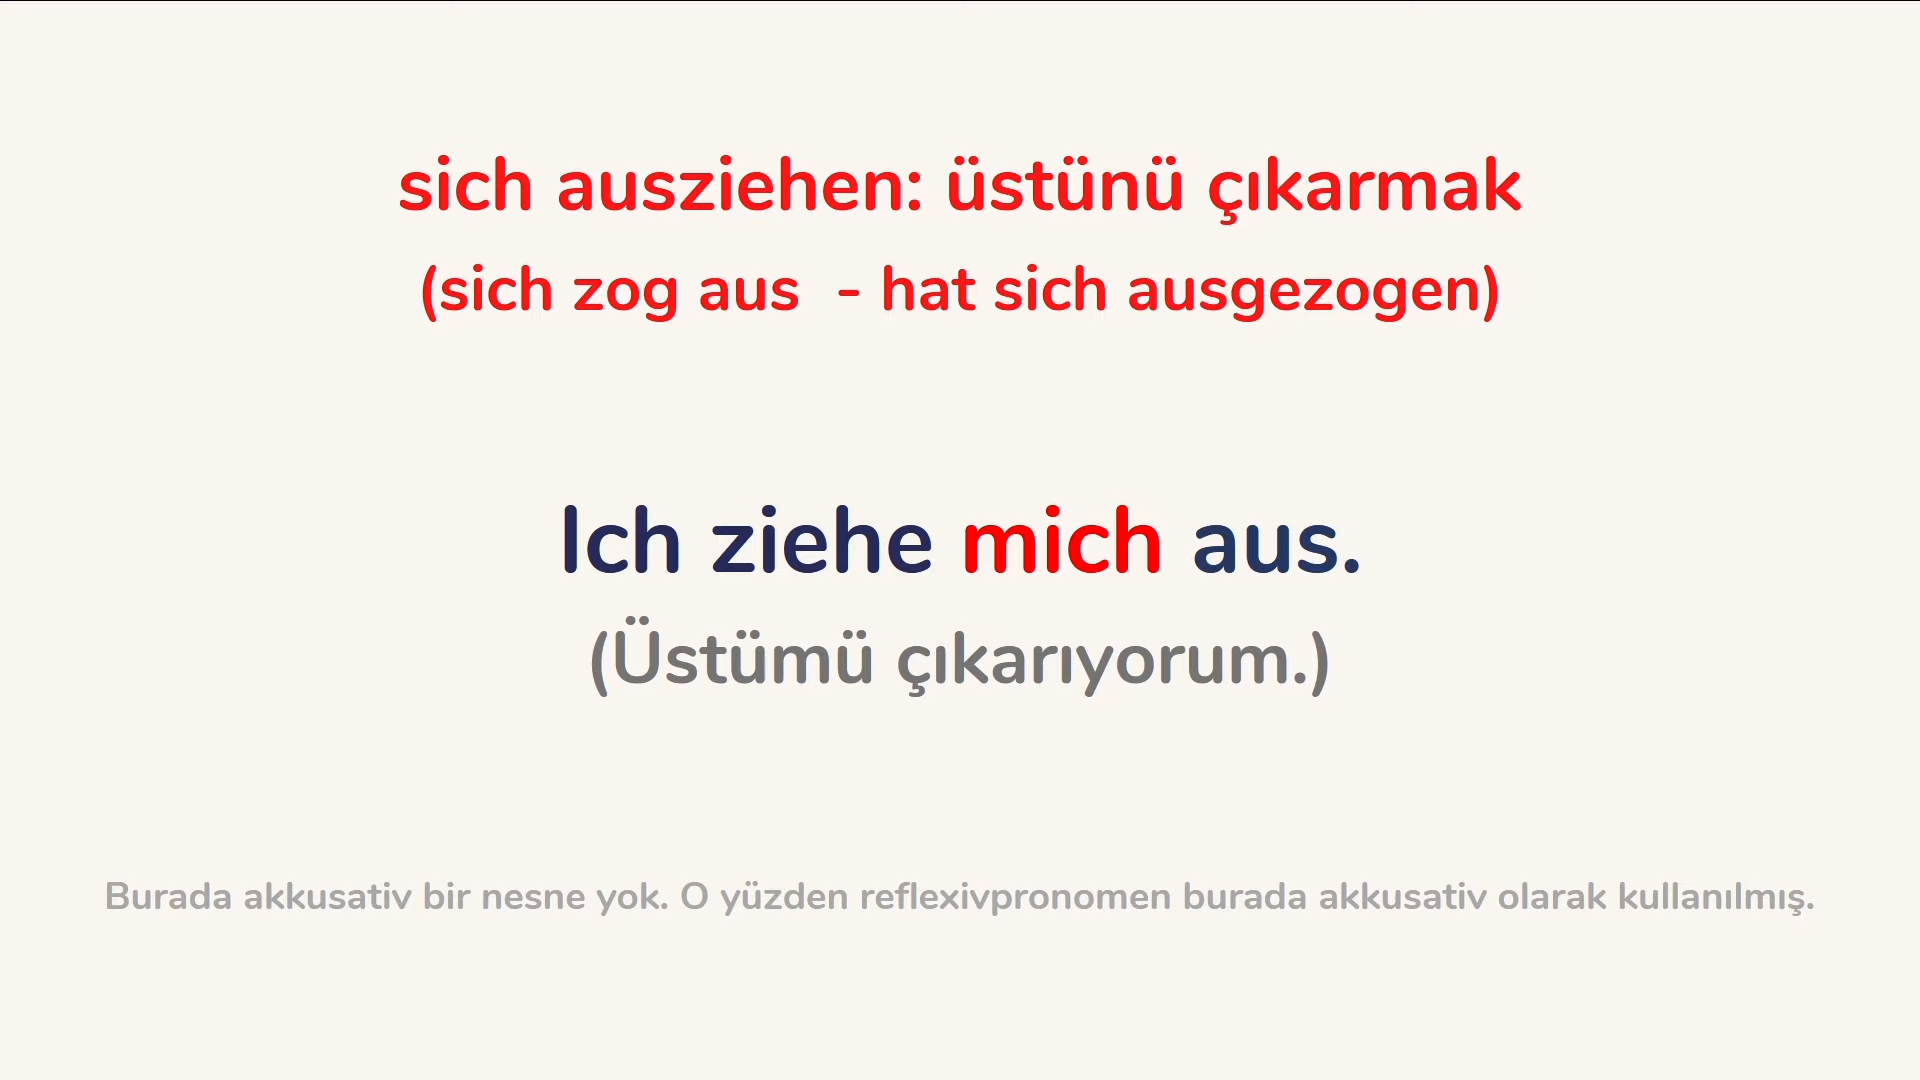 sich ausziehen: üstünü çıkarmak
(sich zog aus  - hat sich ausgezogen)
Ich ziehe mich aus.
(Üstümü çıkarıyorum.)
Burada akkusativ bir nesne yok. O yüzden reflexivpronomen burada akkusativ olarak kullanılmış.